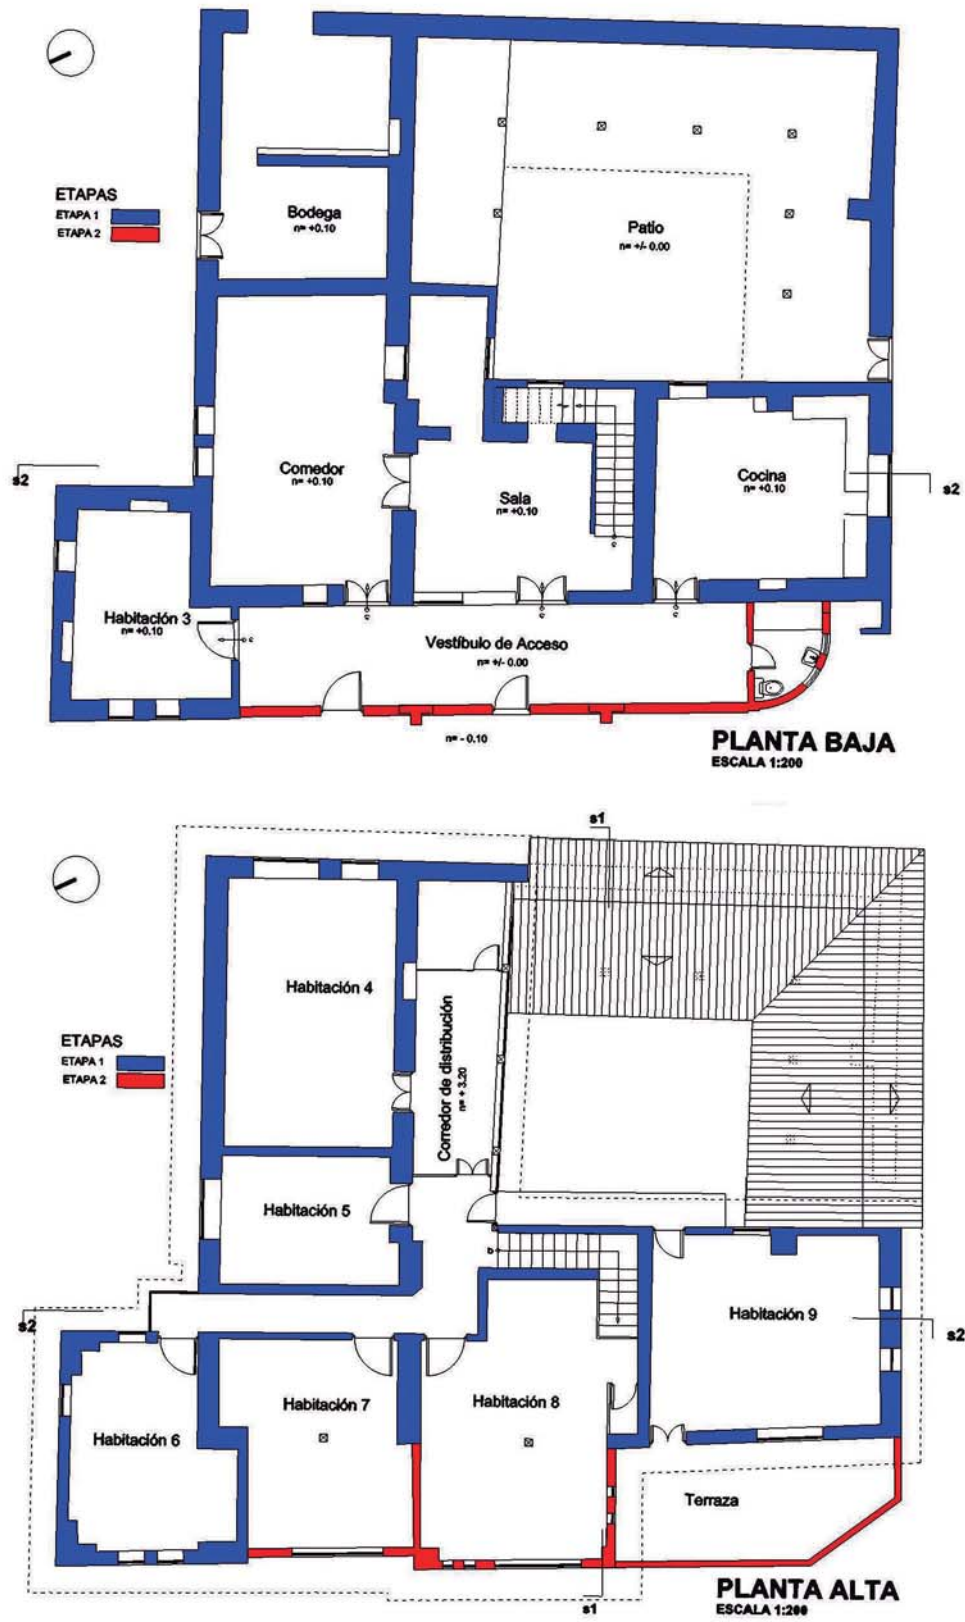 ETAPAS
ETAPA 1
ETAPA 2
Bodega
n= +0.10
Patio
n= +/- 0.00
Comedor
n= +0.10
Sala
n= +0.10
Cocina
n= +0.10
s2
s2
Habitación 3
n= +0.10
Vestíbulo de Acceso
n= +/- 0.00
n= - 0.10
PLANTA BAJA
ESCALA 1:200
s1
Habitación 4
Corredor de distribución
n= + 3.20
ETAPAS
ETAPA 1
ETAPA 2
Habitación 5
Habitación 9
s2
s2
Habitación 6
Habitación 7
Habitación 8
Terraza
s1
PLANTA ALTA
ESCALA 1:200